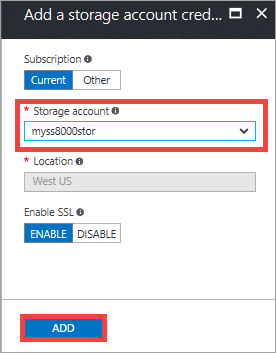 Add a storage account cred...
Subscription
Current Other
* Storage account
myss8000stor
* Location
West US
Enable SSL
ENABLE DISABLE
ADD